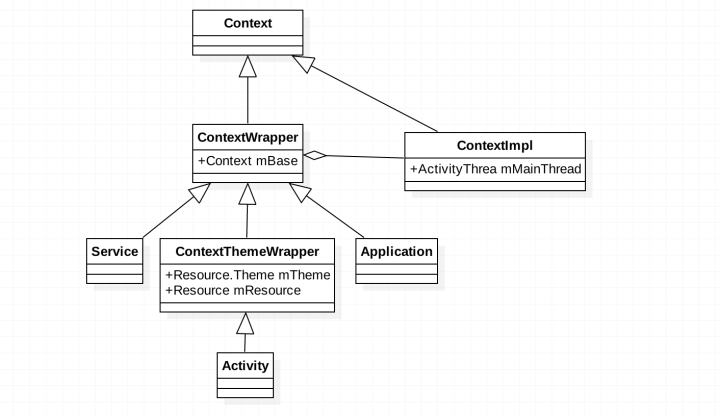 Context
ContextWrapper
+Context mBase
ContextImpl
+ActivityThrea mMainThread
Service
ContextThemeWrapper
+Resource.Theme mTheme
+Resource mResource
Application
Activity